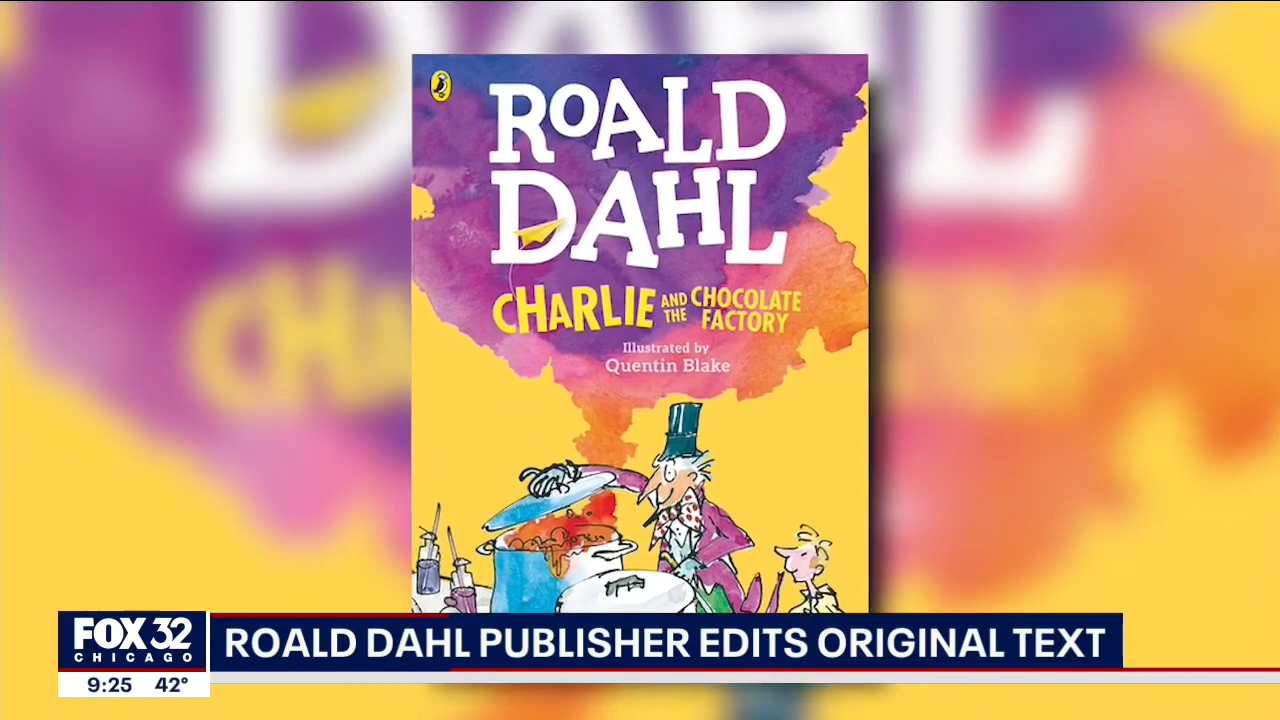 ROALD
DAHL
CHARLIE AND THE CHOCOLATE FACTORY
Illustrated by
Quentin Blake
FOX 32
CHICAGO
ROALD DAHL PUBLISHER EDITS ORIGINAL TEXT
9:25 42°